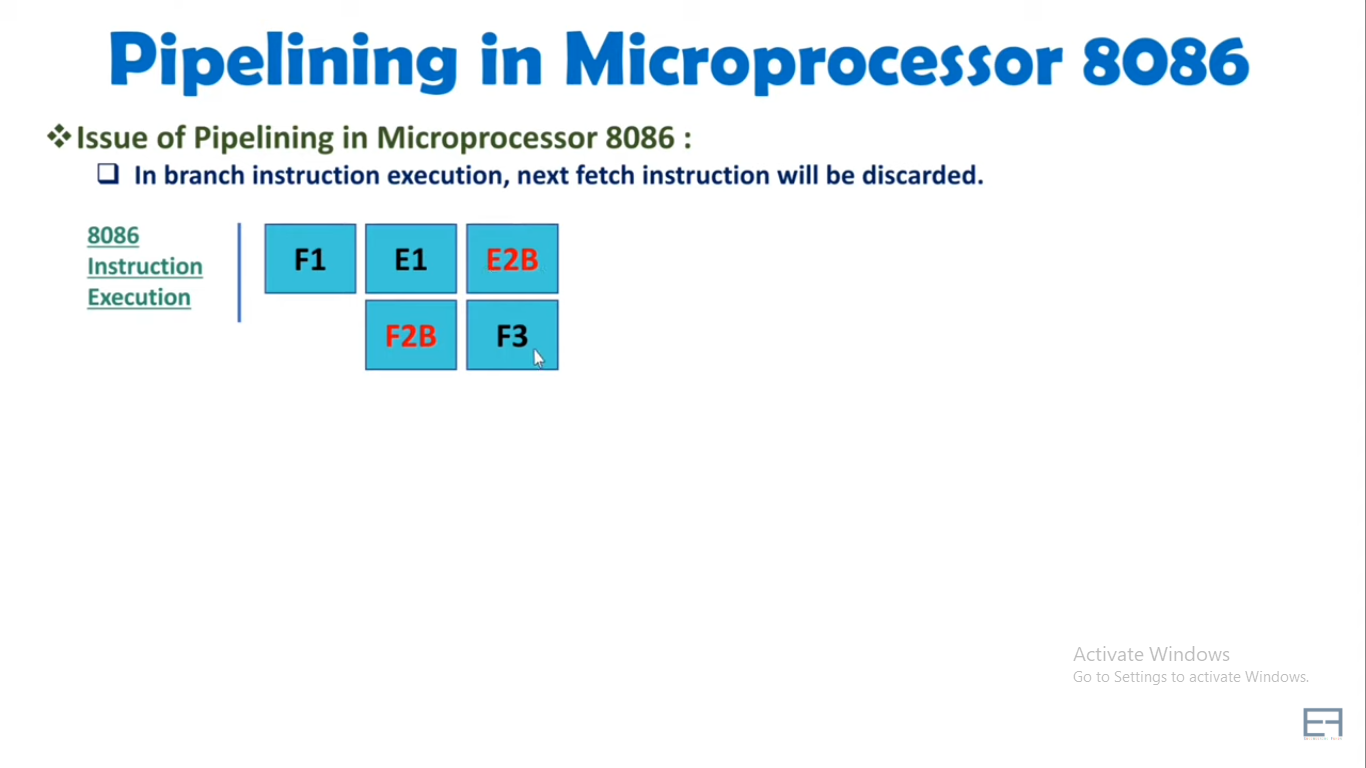 Pipelining in Microprocessor 8086
❖Issue of Pipelining in Microprocessor 8086 :
❑ In branch instruction execution, next fetch instruction will be discarded.
8086
Instruction
Execution
F1 E1 E2B
F2B F3
Activate Windows
Go to Settings to activate Windows.
EF